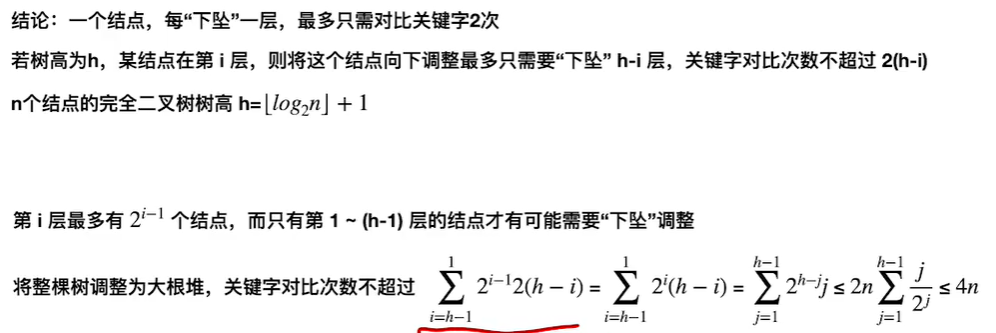 结论：一个结点，每“下坠”一层，最多只需对比关键字2次
若树高为h，某结点在第 i 层，则将这个结点向下调整最多只需要“下坠” h-i 层，关键字对比次数不超过 2(h-i)
n个结点的完全二叉树树高 h=⌊log₂n⌋ + 1
第 i 层最多有 2^{i−1} 个结点，而只有第 1 ~ (h-1) 层的结点才有可能需要“下坠”调整
将整棵树调整为大根堆，关键字对比次数不超过 \sum_{i=h−1}^{1} 2^{i−1}2(h − i) = \sum_{i=h−1}^{1} 2^{i}(h − i) = \sum_{j=1}^{h−1} 2^{h−j}j ≤ 2n \sum_{j=1}^{h−1} \frac{j}{2^{j}} ≤ 4n